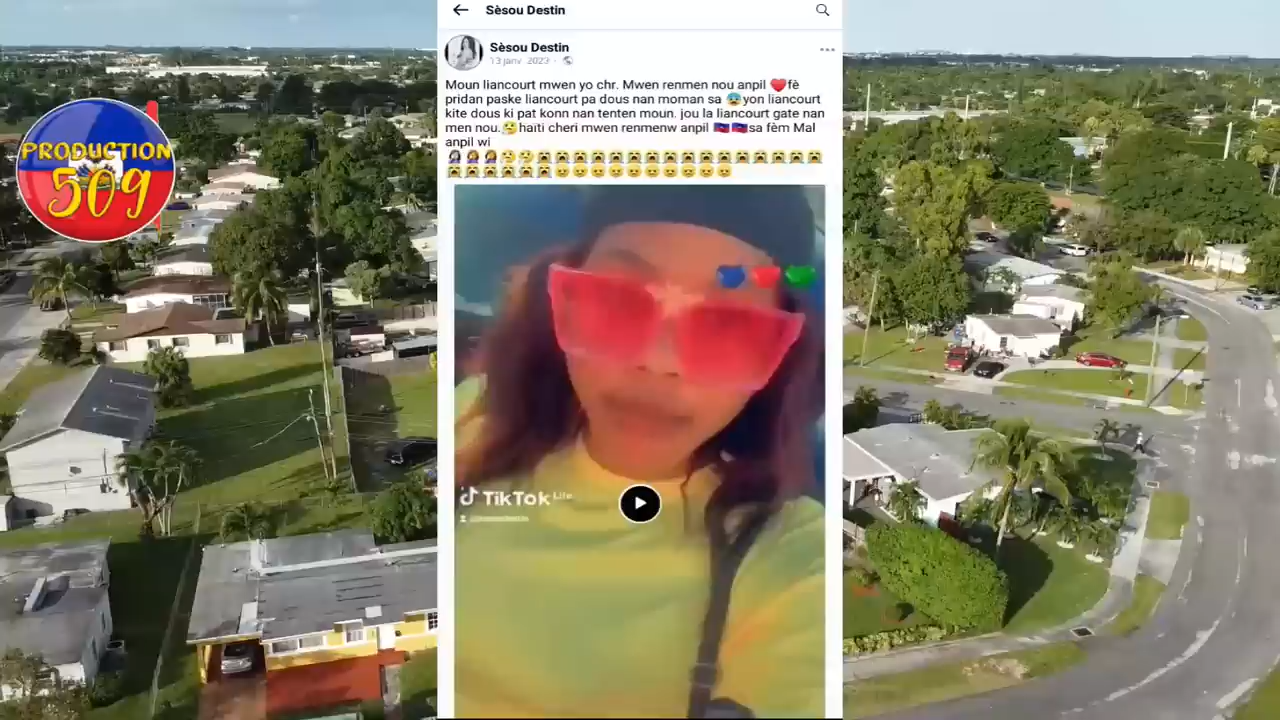 Sèsou Destin
Sèsou Destin
13 janv. 2023 ·
Moun liancourt mwen yo chr. Mwen renmen nou anpil ❤️fè
pridan paske liancourt pa dous nan moman sa 😰yon liancourt
kite dous ki pat konn nan tenten moun. jou la liancourt gate nan
men nou.🥺haiti cheri mwen renmenw anpil 🇭🇹🇭🇹sa fèm Mal
anpil wi
PRODUCTION
509
TikTok